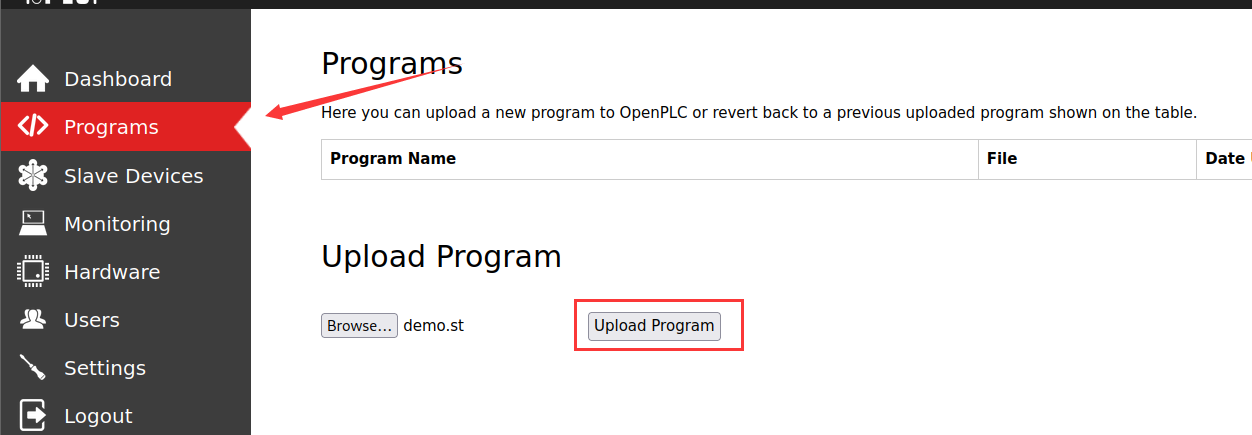 Dashboard
Programs
Slave Devices
Monitoring
Hardware
Users
Settings
Logout
Programs
Here you can upload a new program to OpenPLC or revert back to a previous uploaded program shown on the table.
Program Name File Date
Upload Program
Browse... demo.st Upload Program